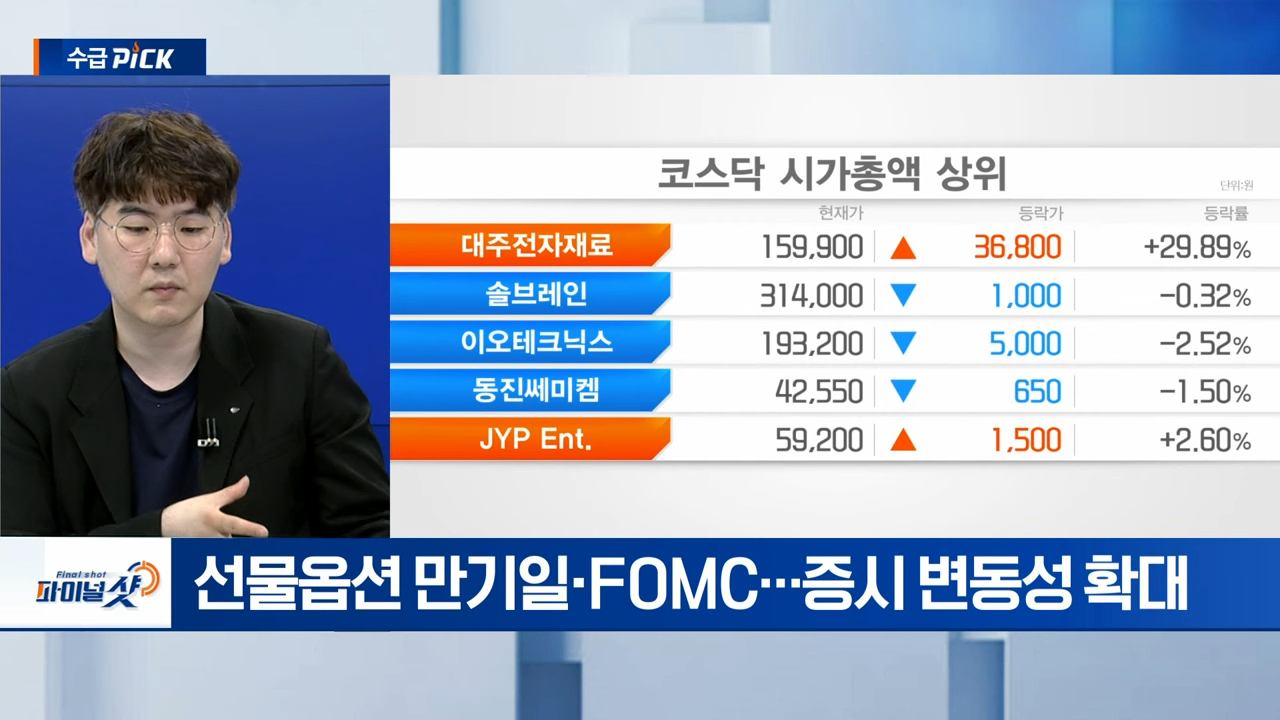 수급 PiCK
코스닥 시가총액 상위
단위:원
현재가 등락가 등락률
대주전자재료 159,900 ▲ 36,800 +29.89%
솔브레인 314,000 ▼ 1,000 -0.32%
이오테크닉스 193,200 ▼ 5,000 -2.52%
동진쎄미켐 42,550 ▼ 650 -1.50%
JYP Ent. 59,200 ▲ 1,500 +2.60%
Final shot
파이널 샷
선물옵션 만기일·FOMC…증시 변동성 확대